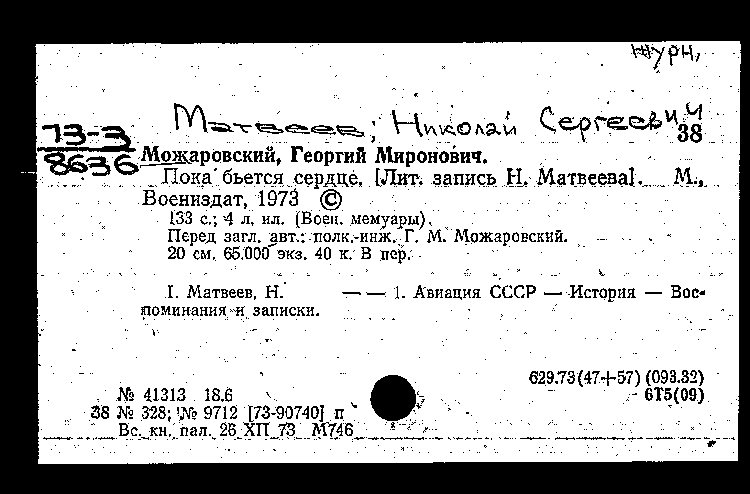 журн,
Матвеев, Николай Сергеевич
73-3
8636
38
Можаровский, Георгий Миронович.
Пока бьется сердце. [Лит. запись Н. Матвеева]. М.,
Воениздат, 1973 ©
133 с.; 4 л. ил. (Воен. мемуары).
Перед загл. авт.: полк.-инж. Г. М. Можаровский.
20 см. 65.000 экз. 40 к. В пер.
I. Матвеев, Н. — — 1. Авиация СССР — История — Вос-
поминания и записки.
629.73(47+57) (093.32)
№ 41313 18.6 6Т5(09)
38 № 328; № 9712 [73-90740] п
Вс. кн. пал. 26 XII 73 М746